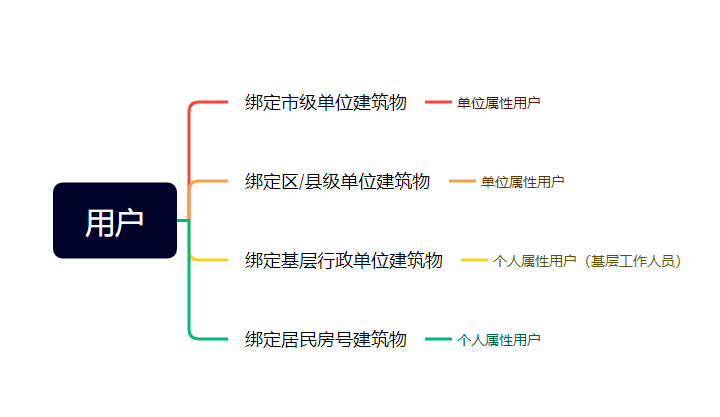 用户
绑定市级单位建筑物
单位属性用户
绑定区/县级单位建筑物
单位属性用户
绑定基层行政单位建筑物
个人属性用户（基层工作人员）
绑定居民房号建筑物
个人属性用户